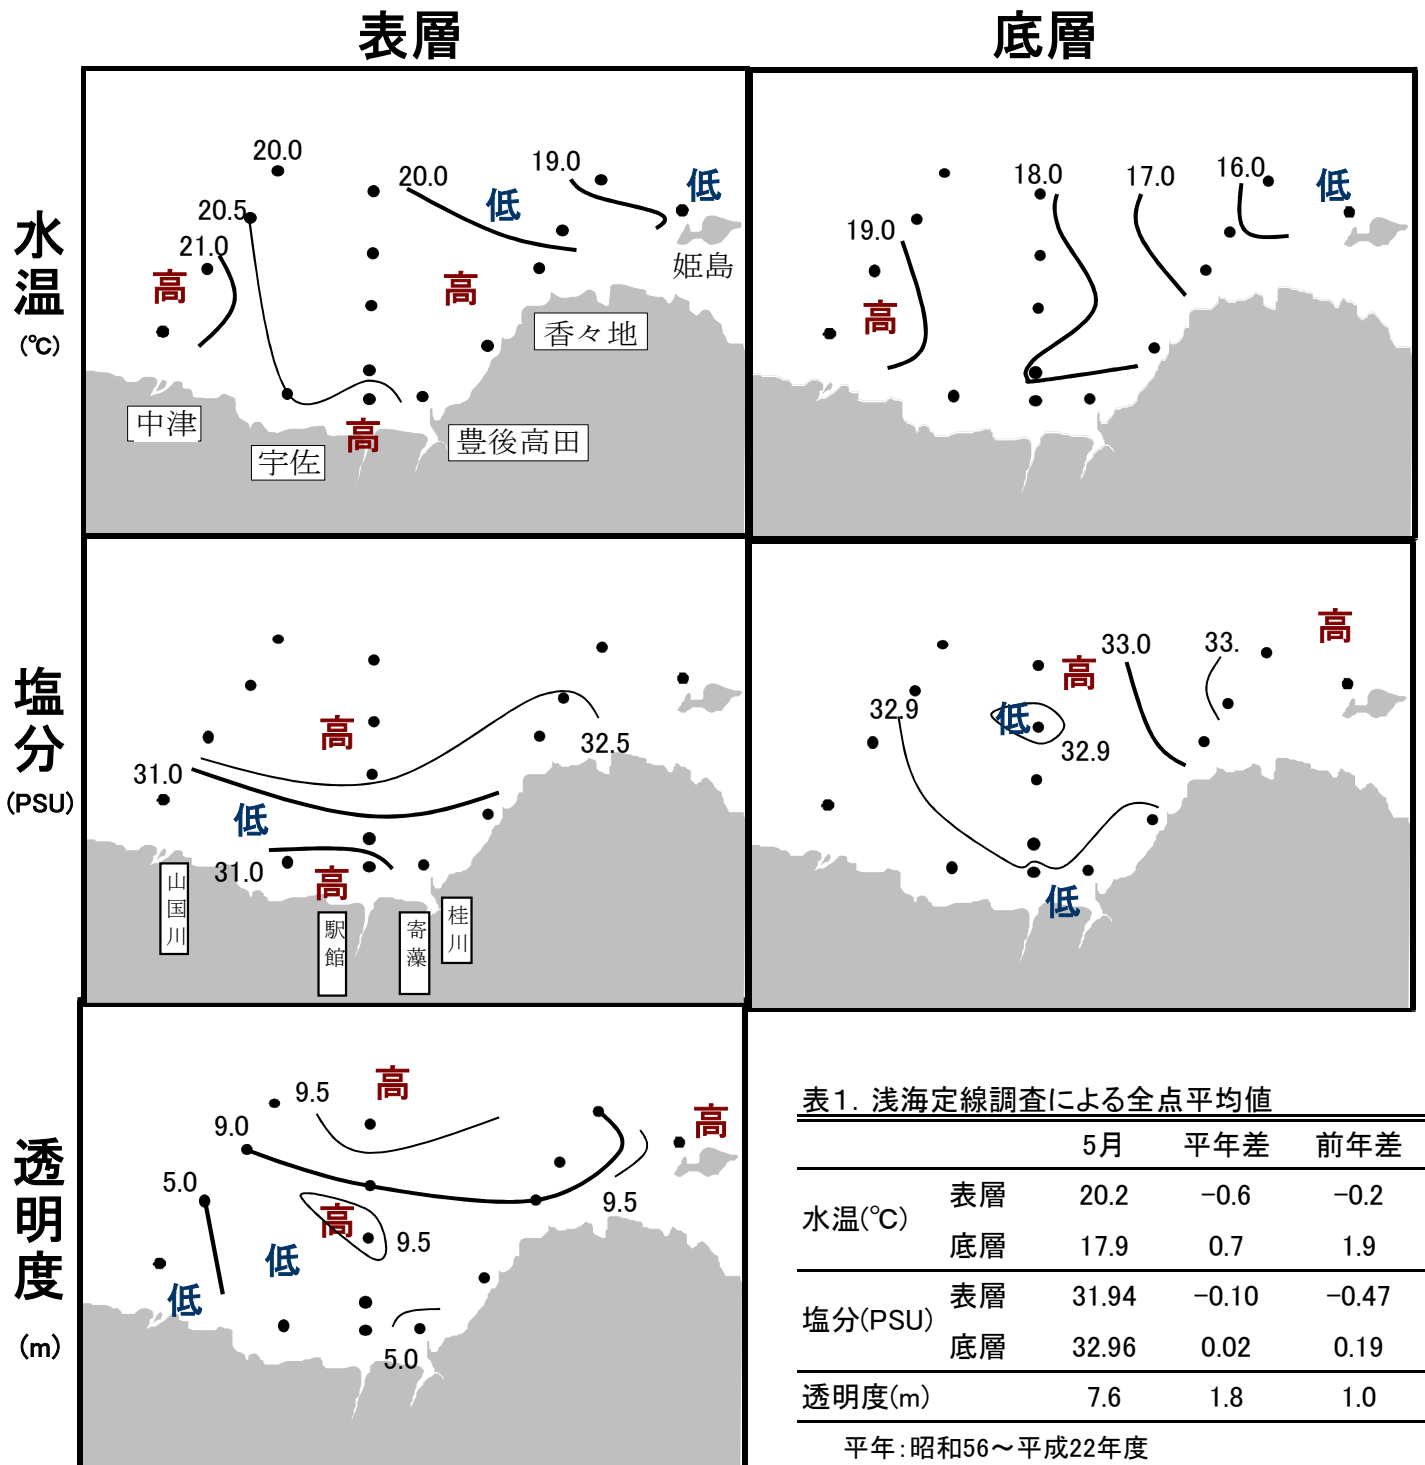 表層
底層
水温
(℃)
20.0
20.5
21.0
20.0
19.0
低
低
高
高
高
姫島
香々地
中津
宇佐
豊後高田
19.0
18.0
17.0
16.0
低
高
塩分
(PSU)
高
31.0
32.5
低
31.0
高
山国川
駅館
寄藻
桂川
高
33.0
33.
高
32.9
低
32.9
低
透明度
(m)
9.5
高
9.0
高
5.0
9.5
高
9.5
低
低
5.0
表1. 浅海定線調査による全点平均値
5月 平年差 前年差
水温(℃) 表層 20.2 -0.6 -0.2
底層 17.9 0.7 1.9
塩分(PSU) 表層 31.94 -0.10 -0.47
底層 32.96 0.02 0.19
透明度(m) 7.6 1.8 1.0
平年:昭和56～平成22年度